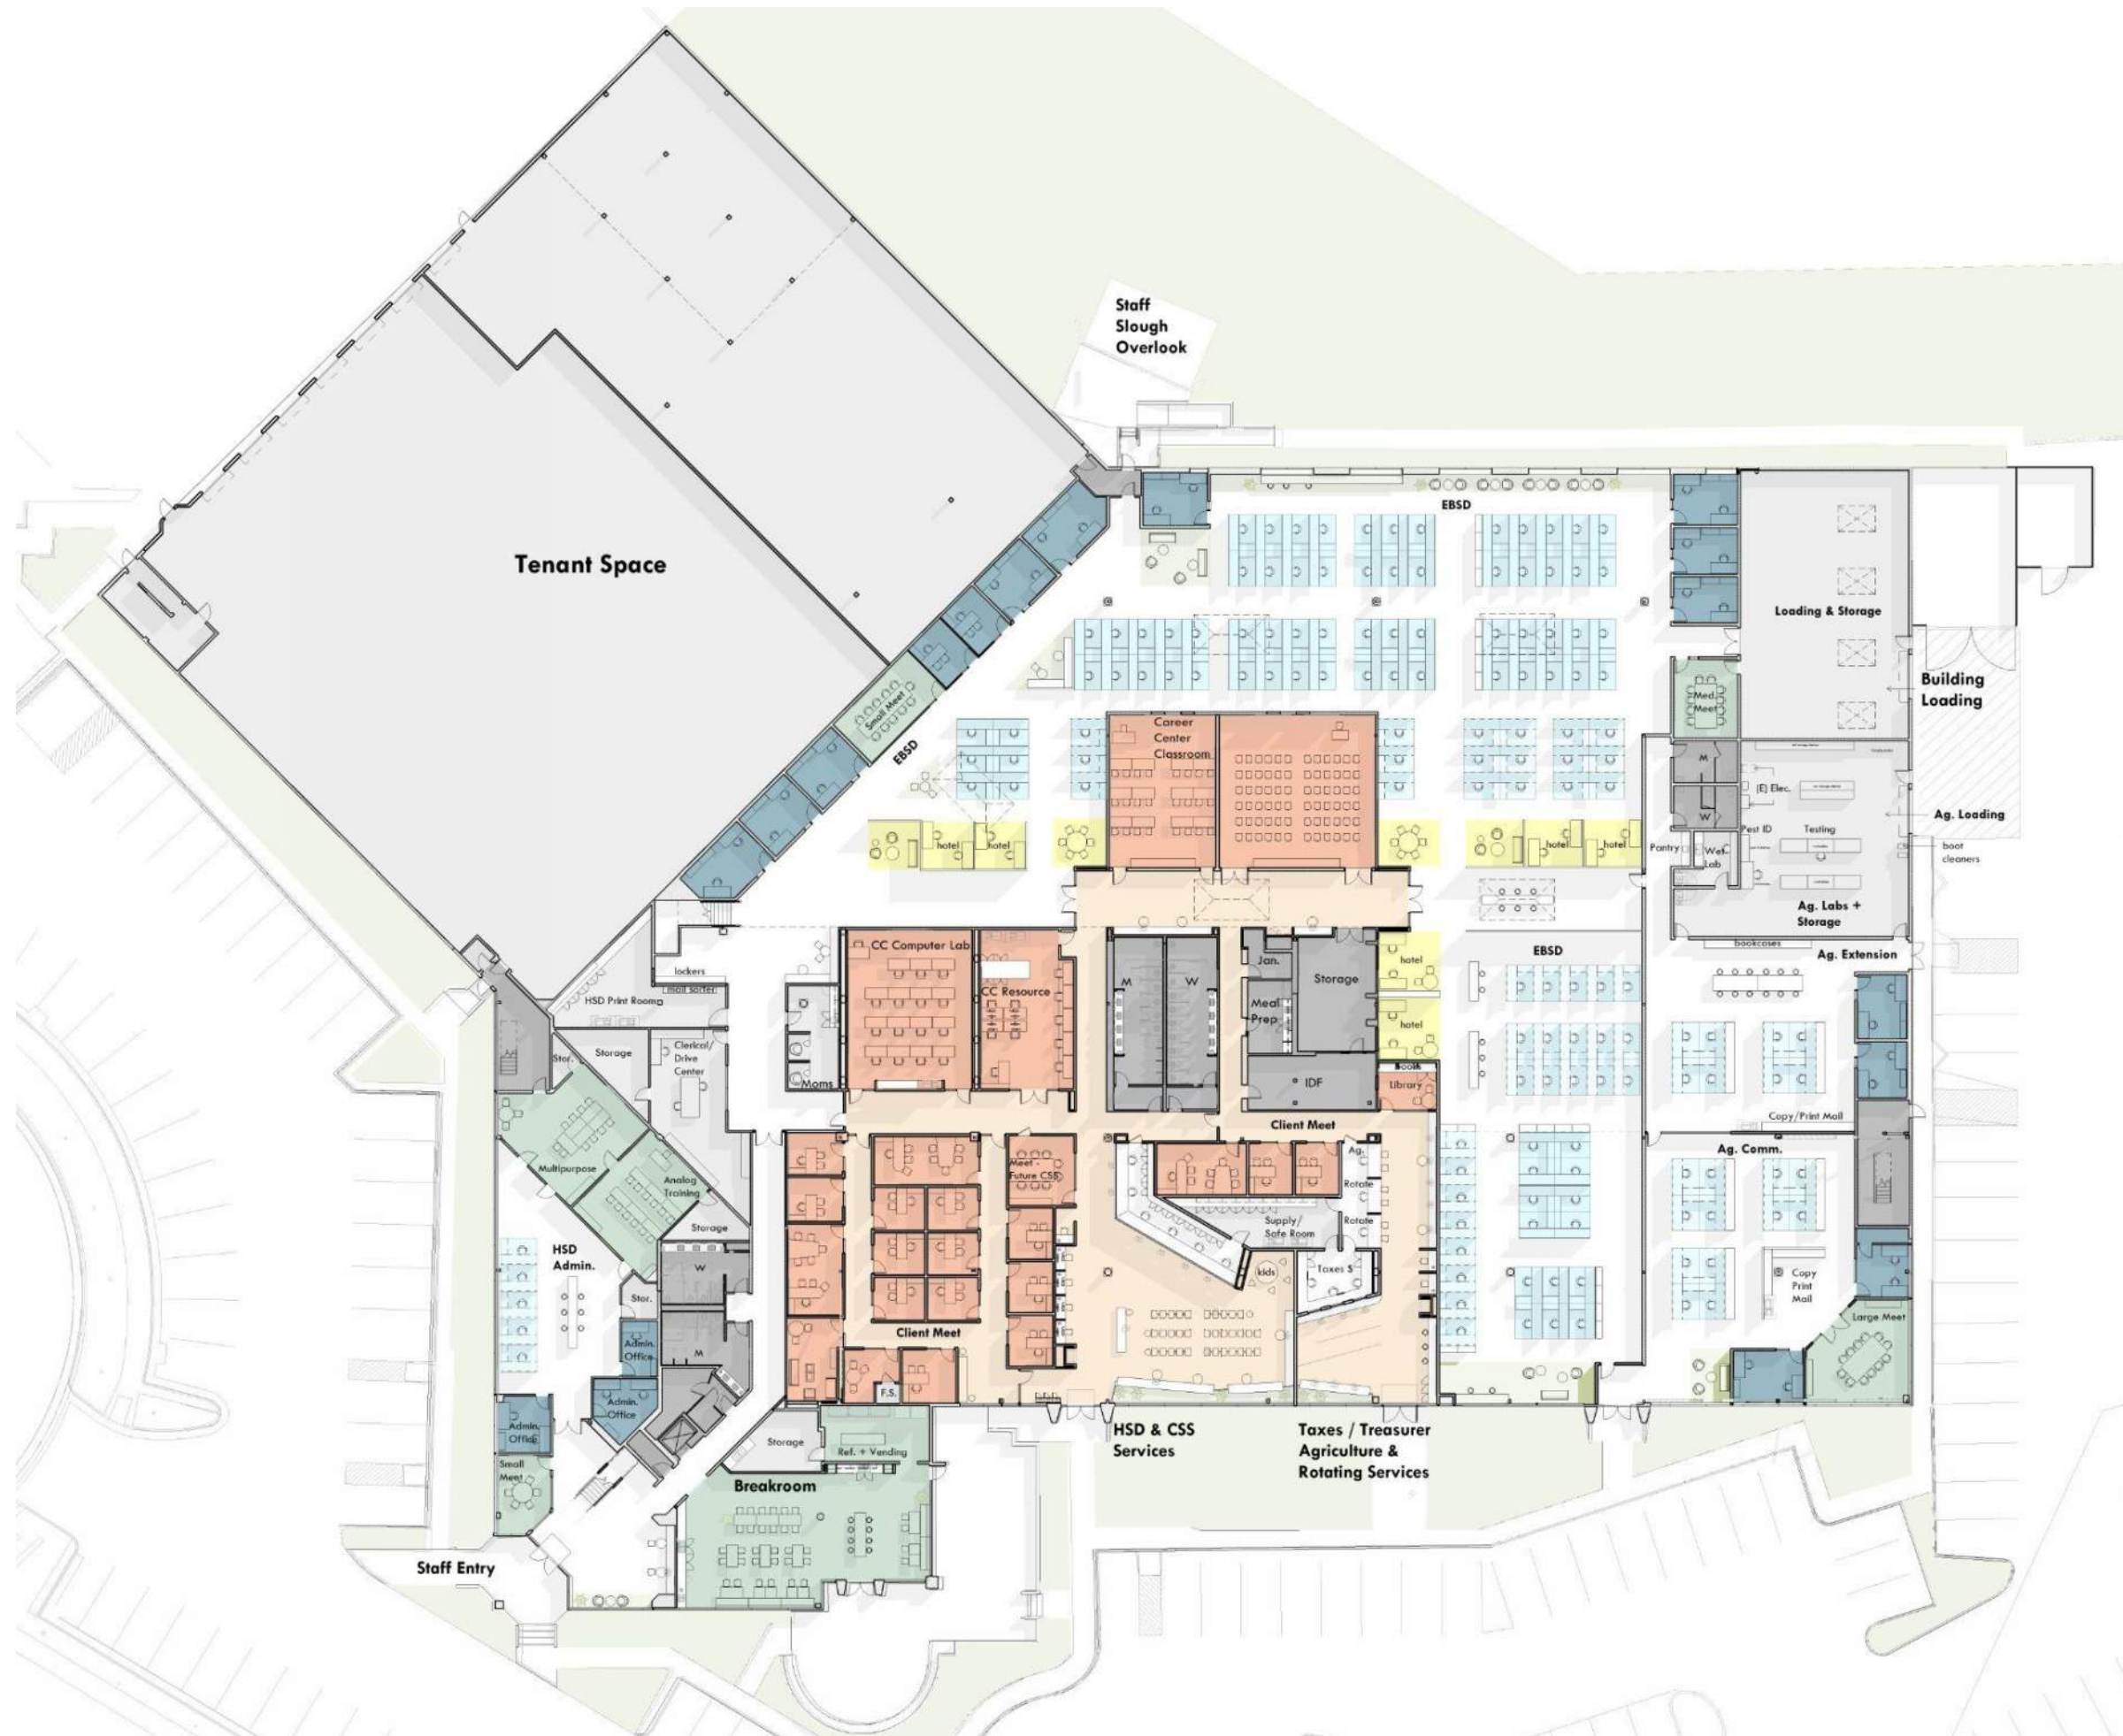 Staff
Slough
Overlook
EBSD
Tenant Space
Loading & Storage
Building
Loading
Small Meet
Med.
Meet
EBSD
Career
Center
Classroom
M
(E) Elec.
Ag. Loading
W
Pest ID
Testing
hotel
hotel
hotel
hotel
Pantry
Wet
Lab
boot
cleaners
Ag. Labs +
Storage
bookcases
CC Computer Lab
EBSD
Ag. Extension
lockers
mail sorter
HSD Print Room
CC Resource
M
W
Jan.
Storage
hotel
Meal
Prep
hotel
Stor.
Storage
Clerical/
Drive
Center
Moms
IDF
Books
Library
Copy/Print Mail
Client Meet
Multipurpose
Analog
Training
Meet -
Future CSS
Ag.
Ag. Comm.
Rotate
Storage
Supply/
Safe Room
Rotate
HSD
Admin.
W
kids
Taxes $
Stor.
Copy
Print
Mail
Admin.
Office
M
Client Meet
Large Meet
Admin.
Office
F.S.
Admin.
Office
Storage
Ref. + Vending
HSD & CSS
Services
Taxes / Treasurer
Agriculture &
Rotating Services
Small
Meet
Breakroom
Staff Entry